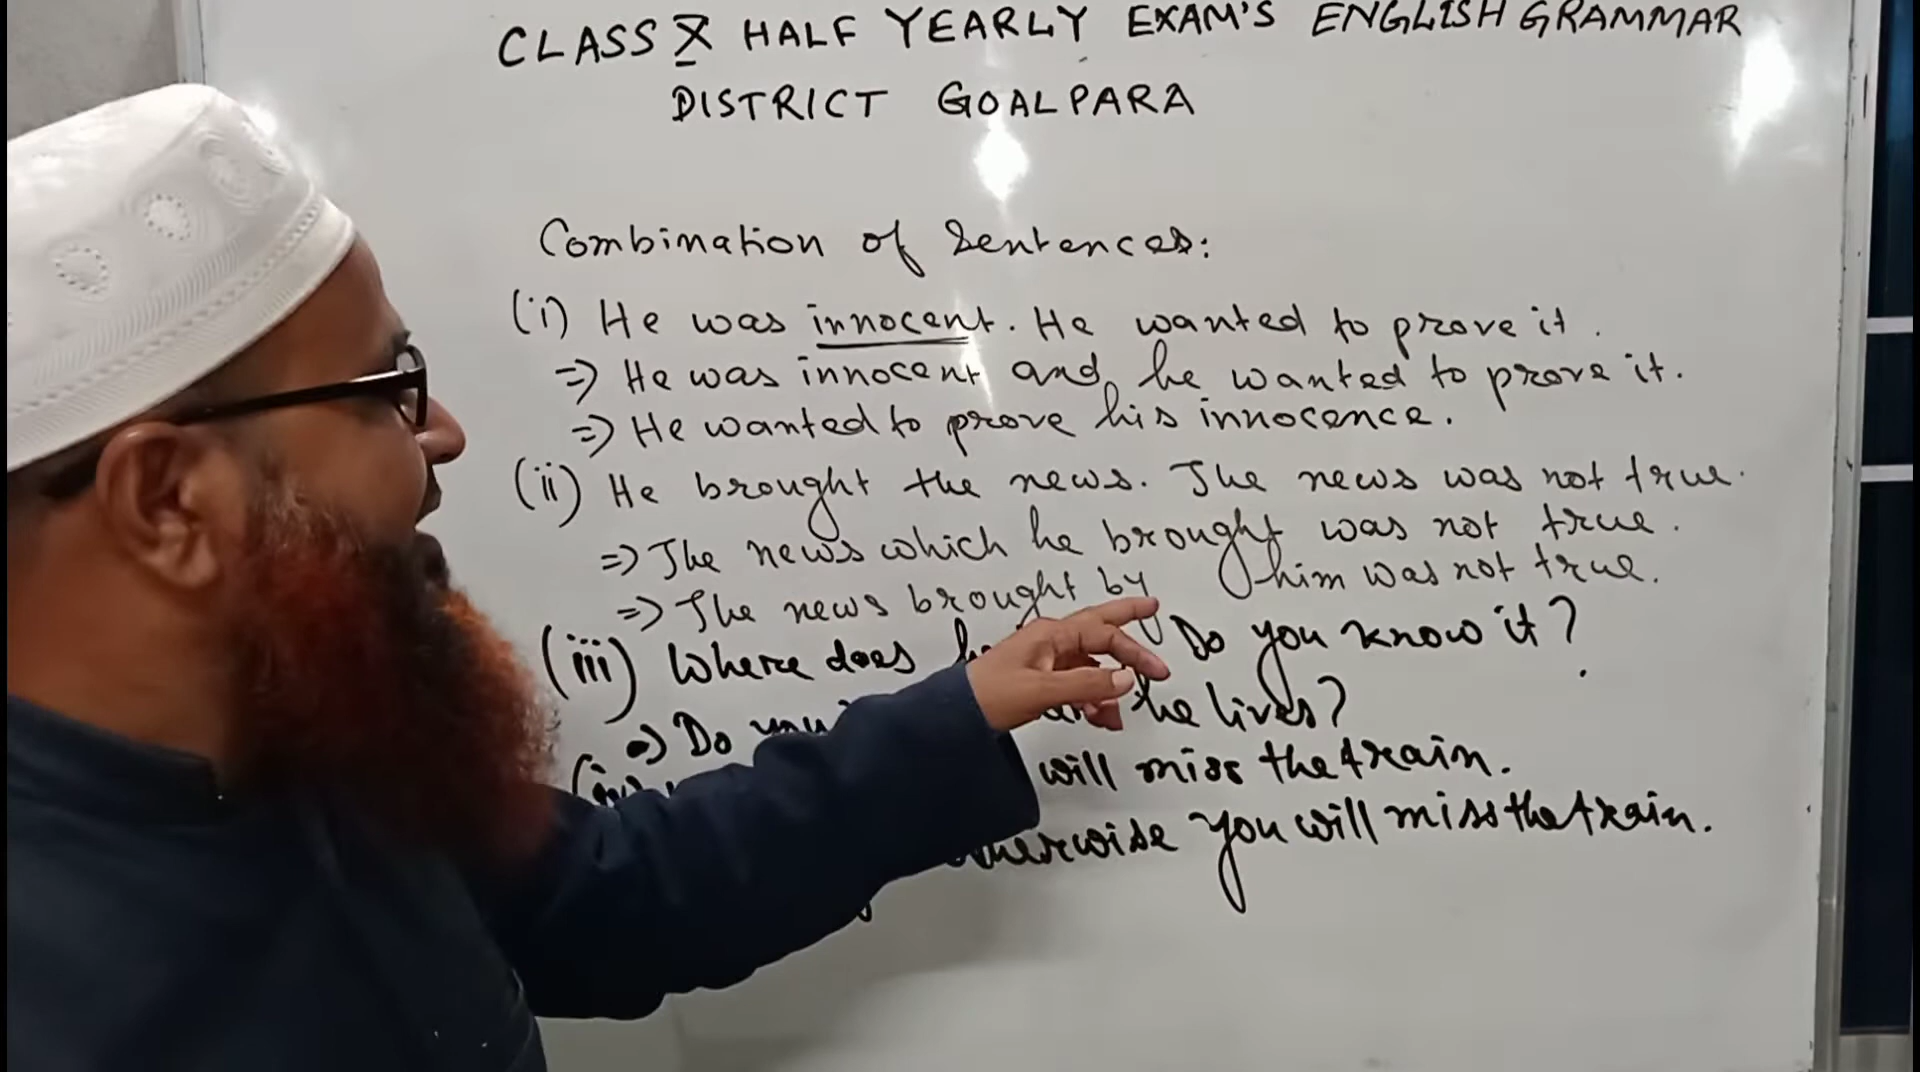 CLASS X HALF YEARLY EXAM'S ENGLISH GRAMMAR
DISTRICT GOALPARA
Combination of Sentences:
(i) He was innocent. He wanted to prove it.
=> He was innocent and he wanted to prove it.
=> He wanted to prove his innocence.
(ii) He brought the news. The news was not true.
=> The news which he brought was not true.
=> The news brought by him was not true.
(iii) Where does Do you know it?
=> Do you he lives?
(iv) will miss the train.
you will miss the train.